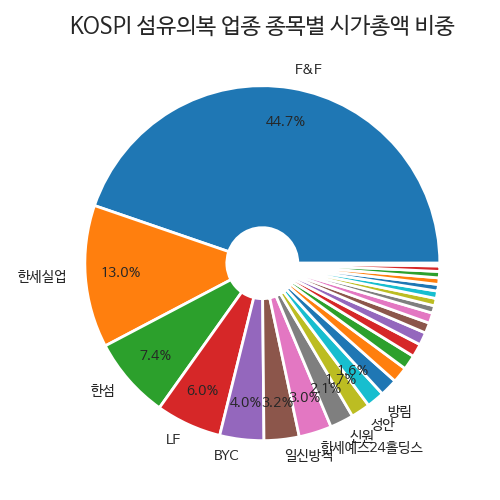 KOSPI 섬유의복 업종 종목별 시가총액 비중
F&F
44.7%
한세실업
13.0%
한섬
7.4%
LF
6.0%
BYC
4.0%
일신방직
3.2%
한세예스24홀딩스
3.0%
신원
2.1%
성안
1.7%
방림
1.6%